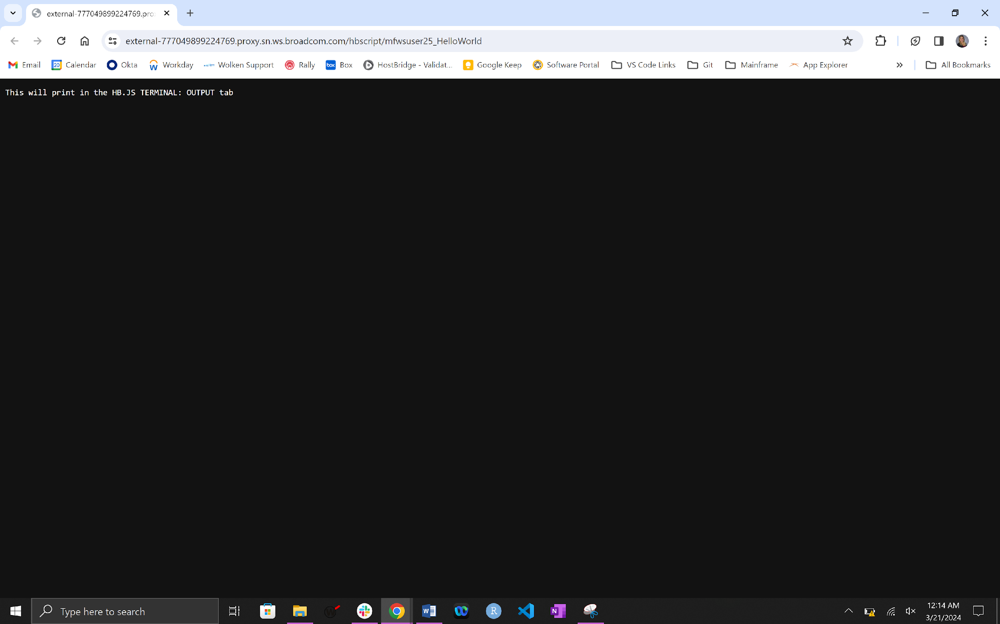 external-777049899224769.pro
external-777049899224769.proxy.sn.ws.broadcom.com/hbscript/mfwsuser25_HelloWorld
Email 20 Calendar Okta W Workday Wolken Support Rally box Box HostBridge - Validat... Google Keep Software Portal VS Code Links Git Mainframe App Explorer » All Bookmarks
This will print in the HB.JS TERMINAL: OUTPUT tab
Type here to search W W R N 12:14 AM
3/21/2024